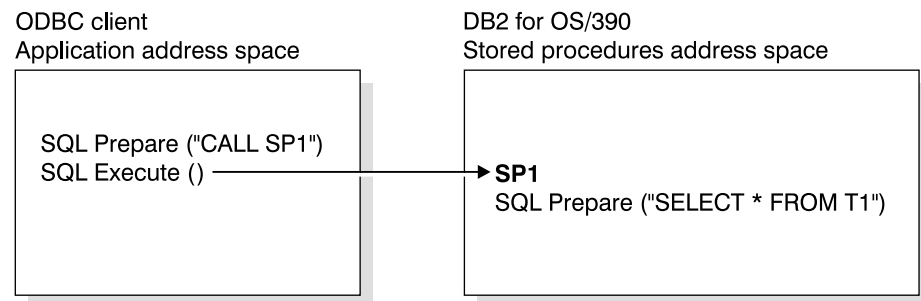 ODBC client
Application address space
DB2 for OS/390
Stored procedures address space
SQL Prepare ("CALL SP1")
SQL Execute ()
SP1
SQL Prepare ("SELECT * FROM T1")